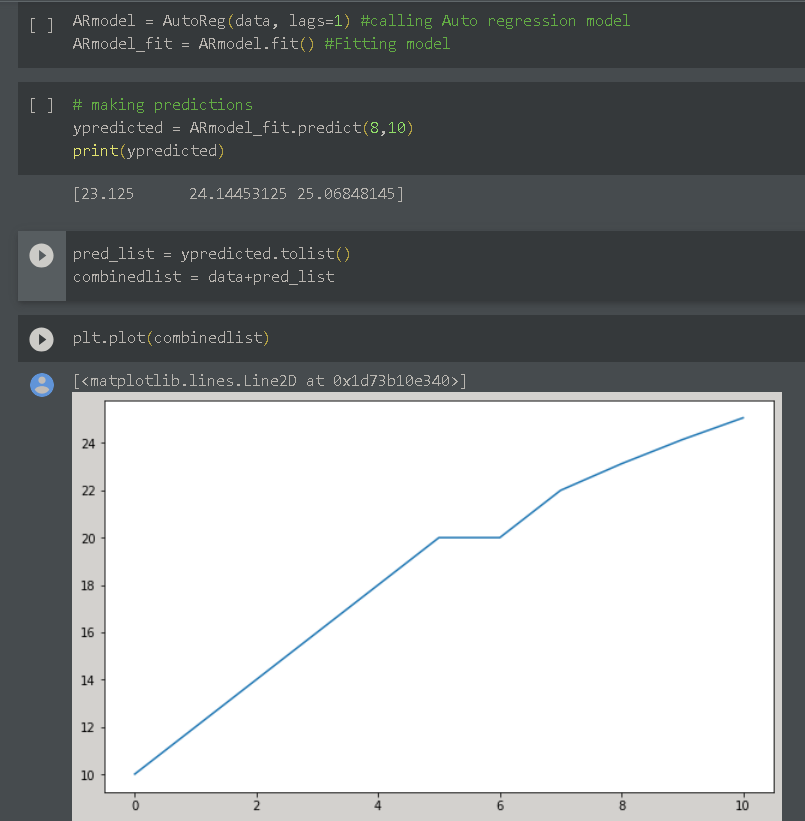 [ ] ARmodel = AutoReg(data, lags=1) #calling Auto regression model
ARmodel_fit = ARmodel.fit() #Fitting model
[ ] # making predictions
ypredicted = ARmodel_fit.predict(8,10)
print(ypredicted)
[23.125      24.14453125 25.06848145]
pred_list = ypredicted.tolist()
combinedlist = data+pred_list
plt.plot(combinedlist)
[<matplotlib.lines.Line2D at 0x1d73b10e340>]
24
22
20
18
16
14
12
10
0 2 4 6 8 10